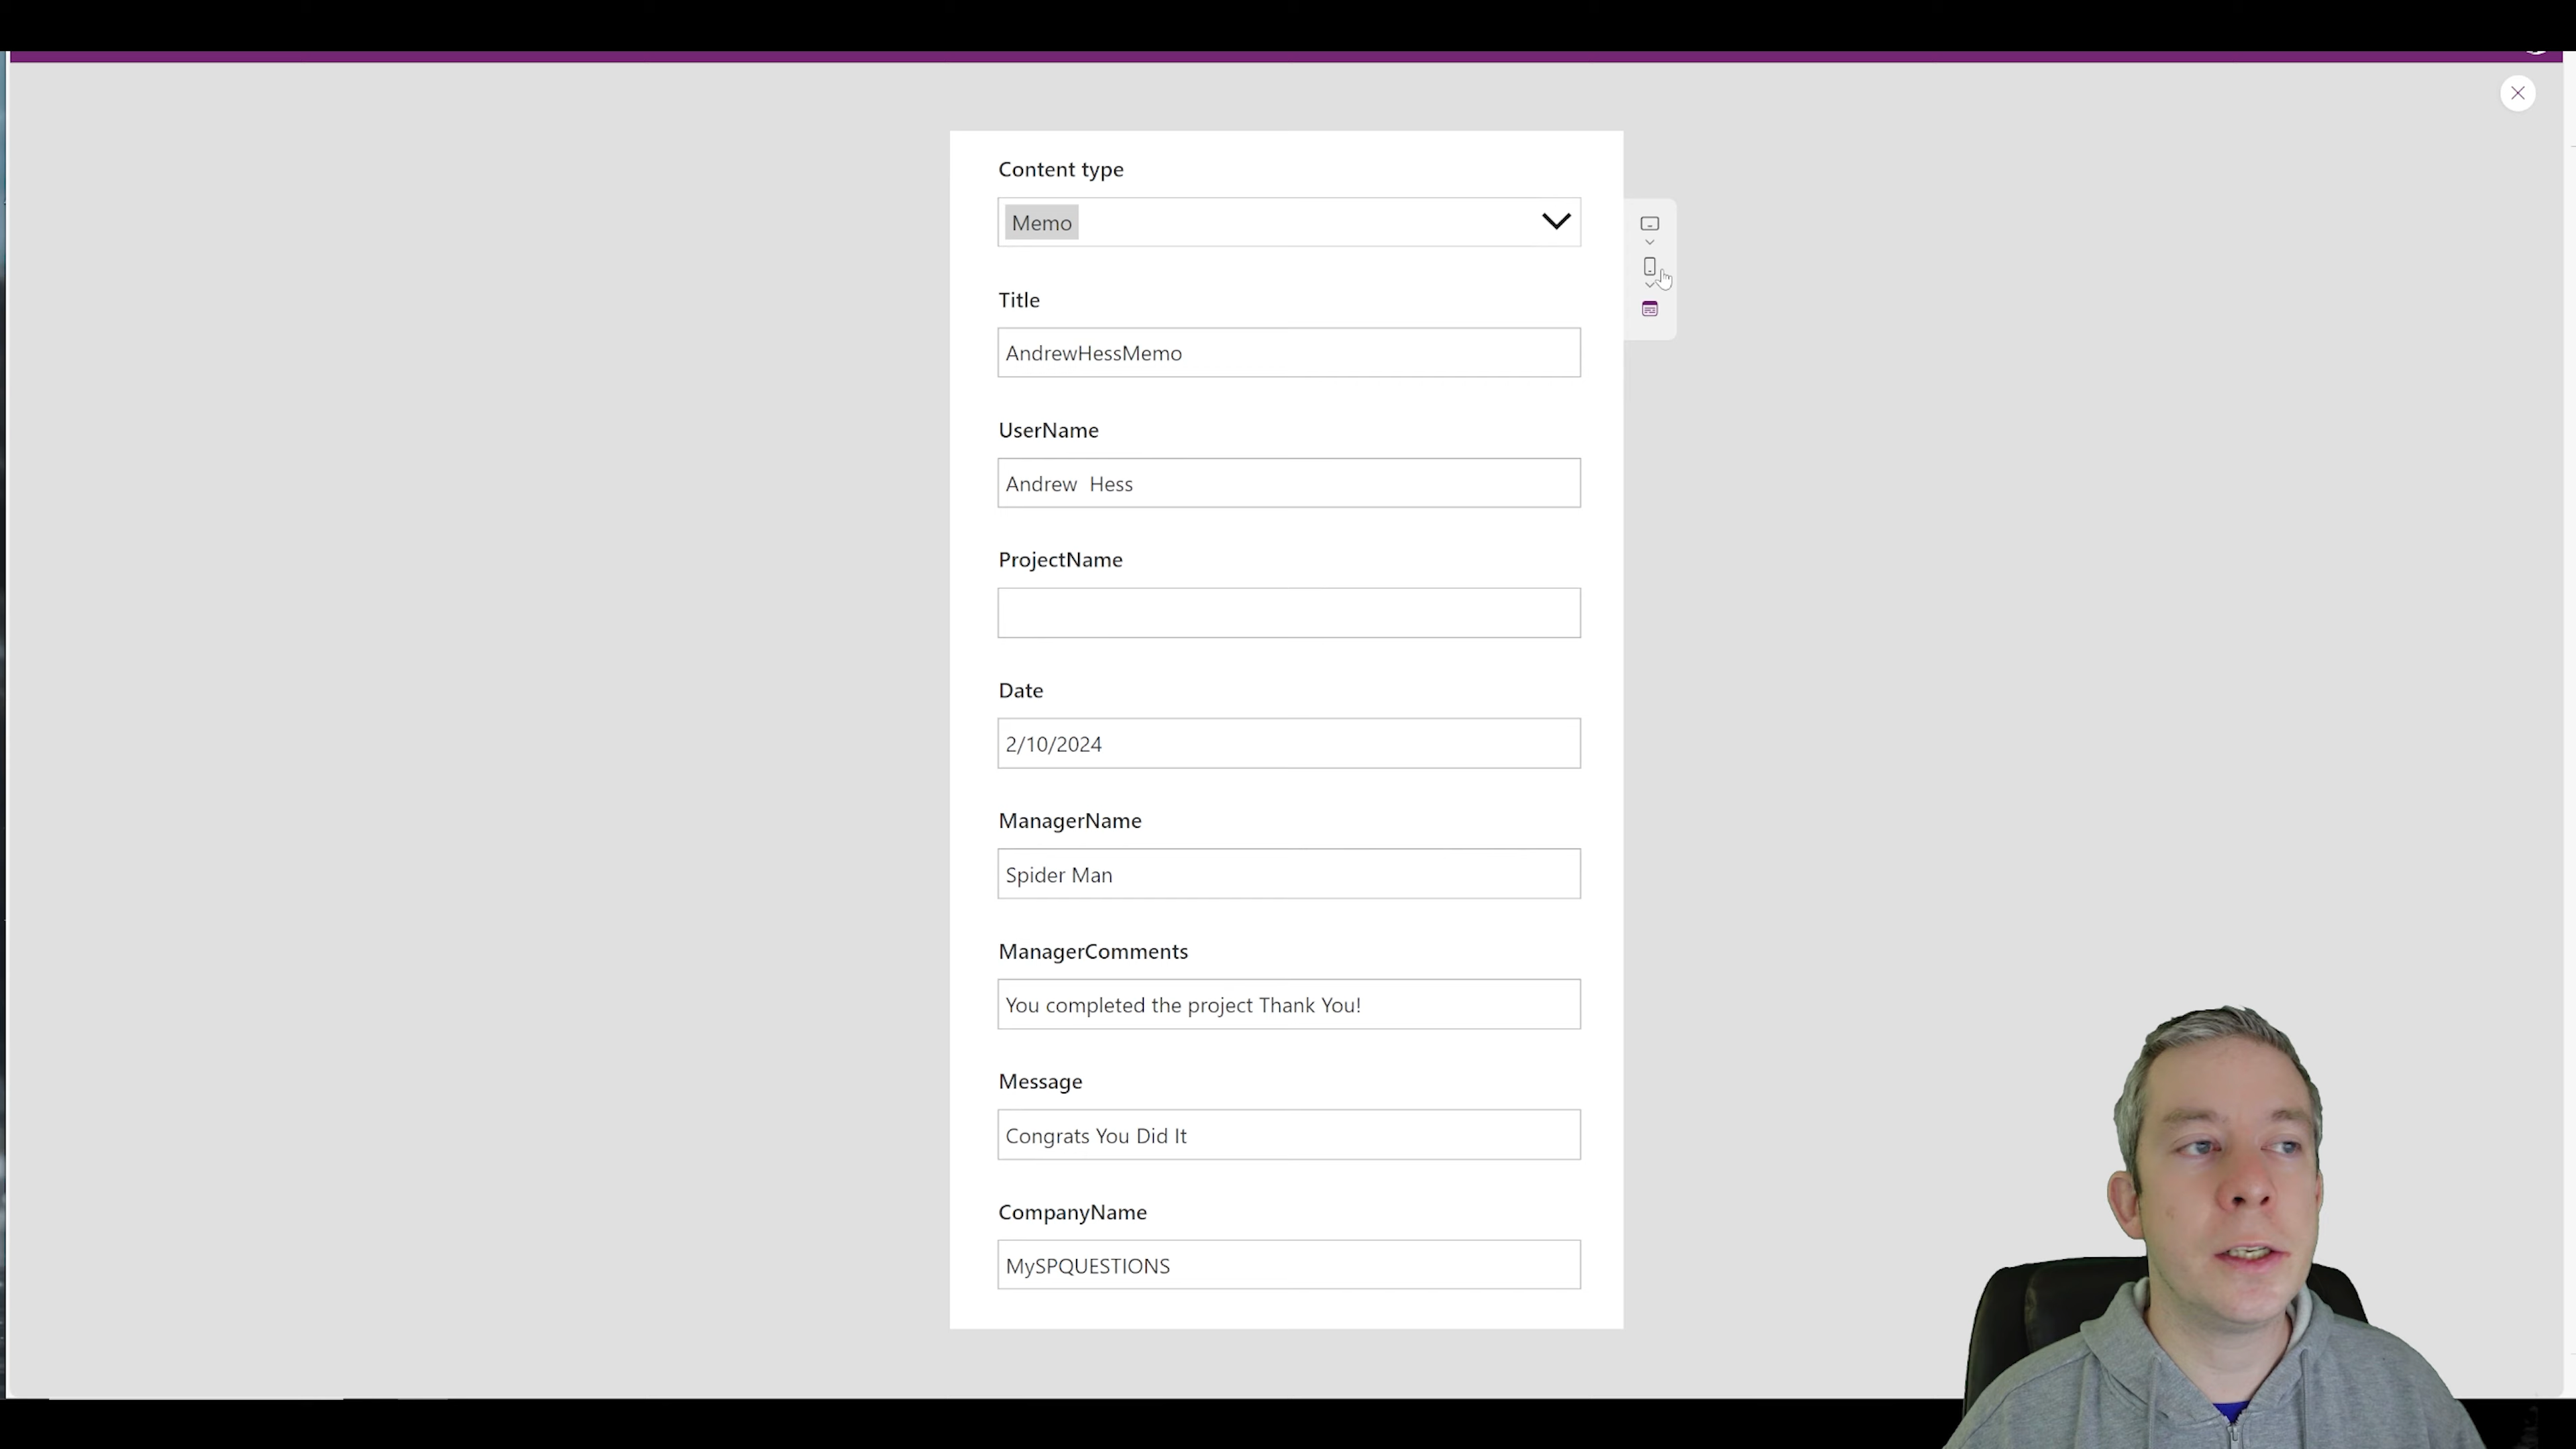 Content type
Memo
Title
AndrewHessMemo
UserName
Andrew  Hess
ProjectName
Date
2/10/2024
ManagerName
Spider Man
ManagerComments
You completed the project Thank You!
Message
Congrats You Did It
CompanyName
MySPQUESTIONS